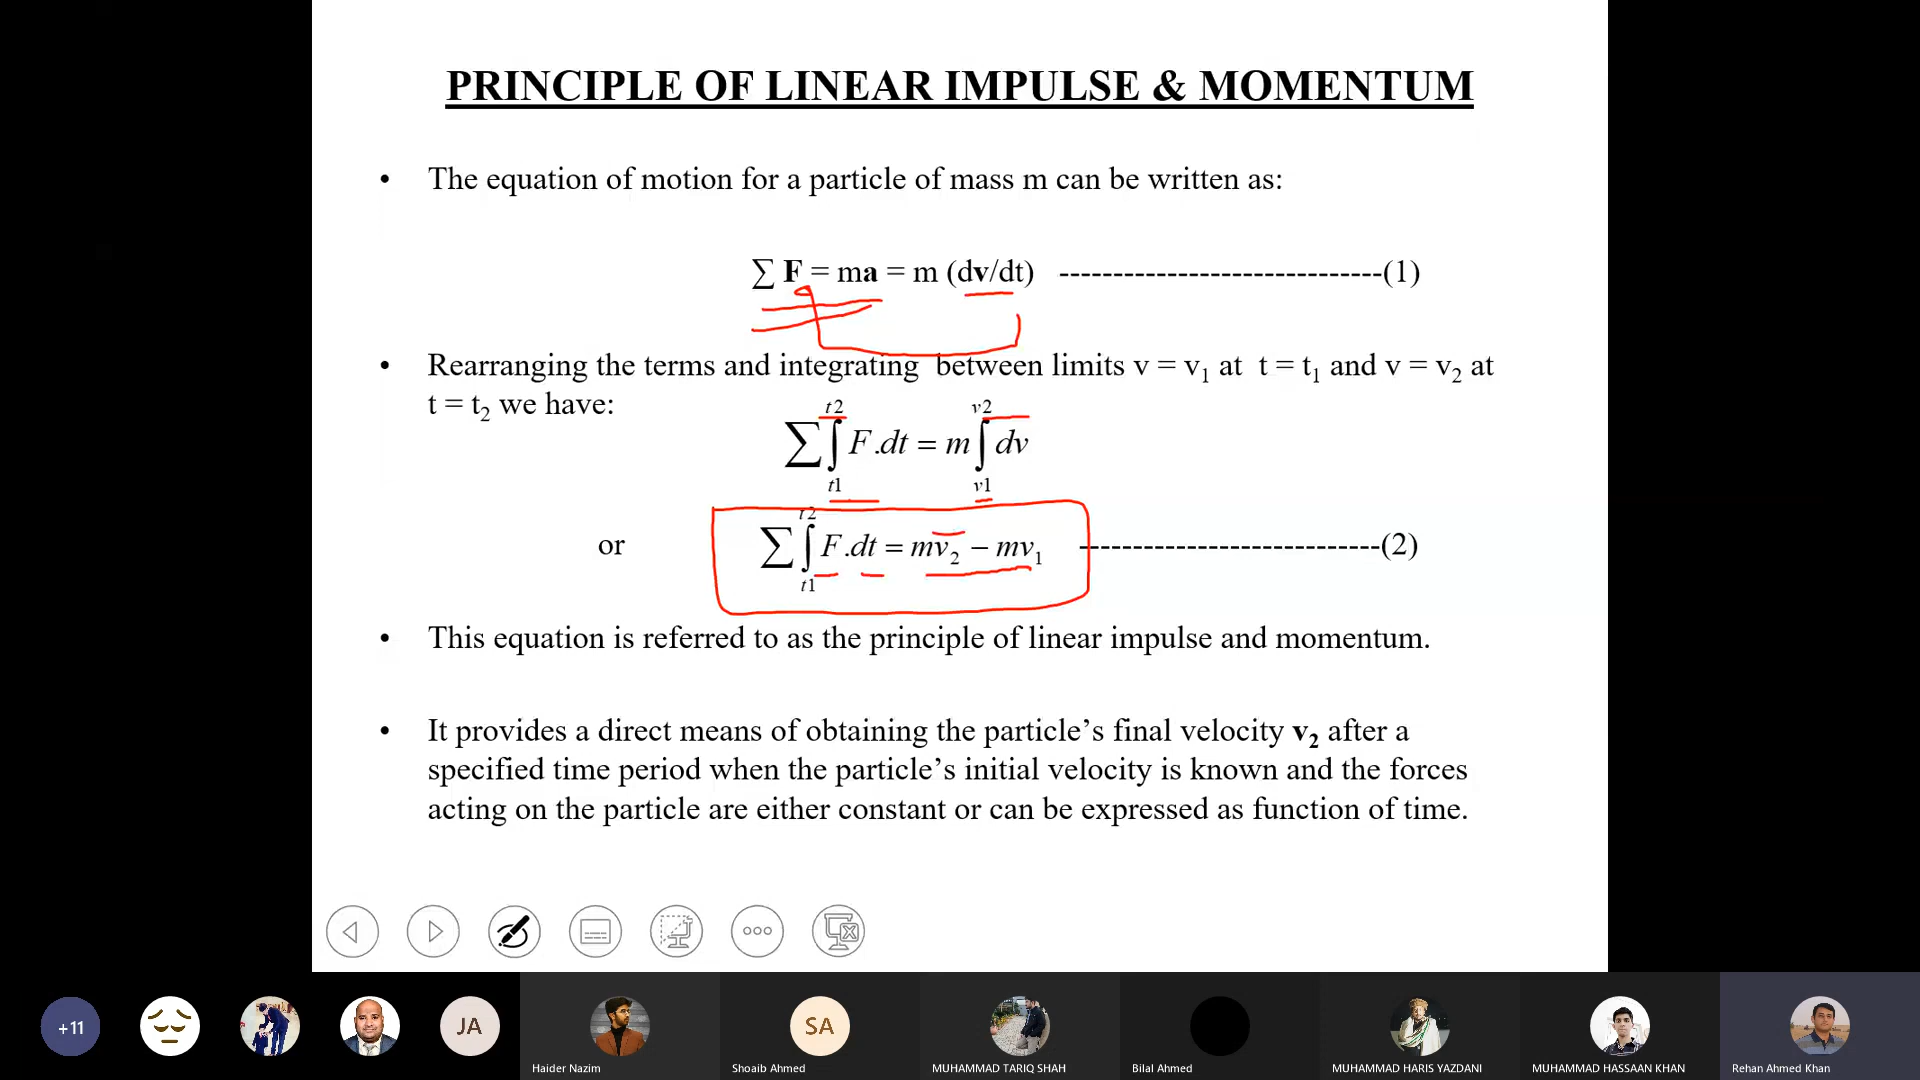 PRINCIPLE OF LINEAR IMPULSE & MOMENTUM
• The equation of motion for a particle of mass m can be written as:
∑ F = ma = m (dv/dt) ------------------------------(1)
• Rearranging the terms and integrating between limits v = v₁ at t = t₁ and v = v₂ at
t = t₂ we have:
t2 v2
∑∫F.dt = m∫dv
t1 v1
t2
or ∑∫F.dt = mv₂ − mv₁ ----------------------------(2)
t1
• This equation is referred to as the principle of linear impulse and momentum.
• It provides a direct means of obtaining the particle’s final velocity v₂ after a
specified time period when the particle’s initial velocity is known and the forces
acting on the particle are either constant or can be expressed as function of time.
+11
JA
SA
Haider Nazim
Shoaib Ahmed
MUHAMMAD TARIQ SHAH
Bilal Ahmed
MUHAMMAD HARIS YAZDANI
MUHAMMAD HASSAAN KHAN
Rehan Ahmed Khan